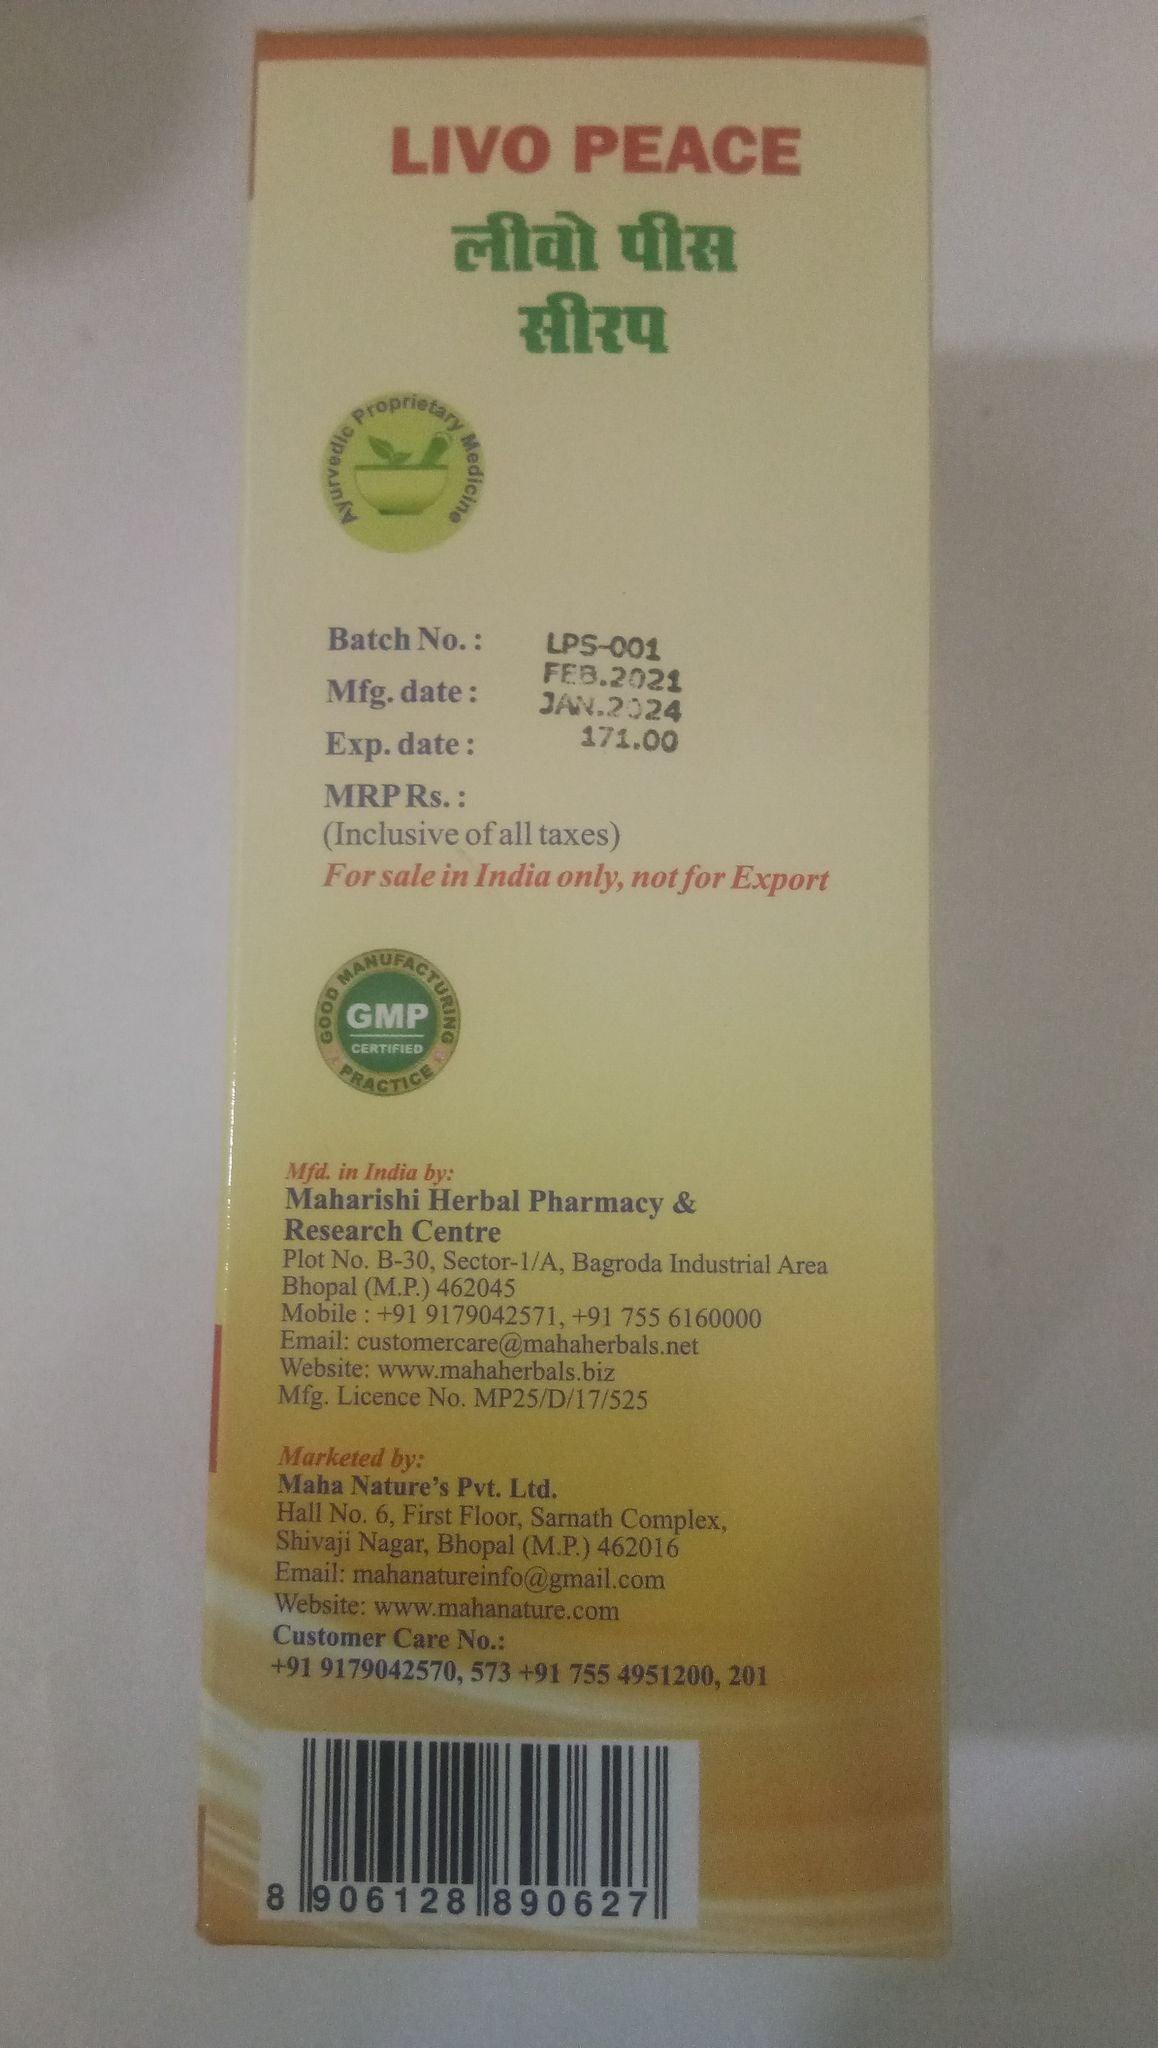 LIVO PEACE
लीवो पीस
सीरप
Ayurvedic Proprietary Medicine
Batch No. : LPS-001
Mfg. date : FEB.2021
Exp. date : JAN.2024
MRP Rs. : 171.00
(Inclusive of all taxes)
For sale in India only, not for Export
GOOD MANUFACTURING
GMP
CERTIFIED
PRACTICE
Mfd. in India by:
Maharishi Herbal Pharmacy &
Research Centre
Plot No. B-30, Sector-1/A, Bagroda Industrial Area
Bhopal (M.P.) 462045
Mobile : +91 9179042571, +91 755 6160000
Email: customercare@mahaherbals.net
Website: www.mahaherbals.biz
Mfg. Licence No. MP25/D/17/525
Marketed by:
Maha Nature's Pvt. Ltd.
Hall No. 6, First Floor, Sarnath Complex,
Shivaji Nagar, Bhopal (M.P.) 462016
Email: mahanatureinfo@gmail.com
Website: www.mahanature.com
Customer Care No.:
+91 9179042570, 573 +91 755 4951200, 201
8 906128 890627